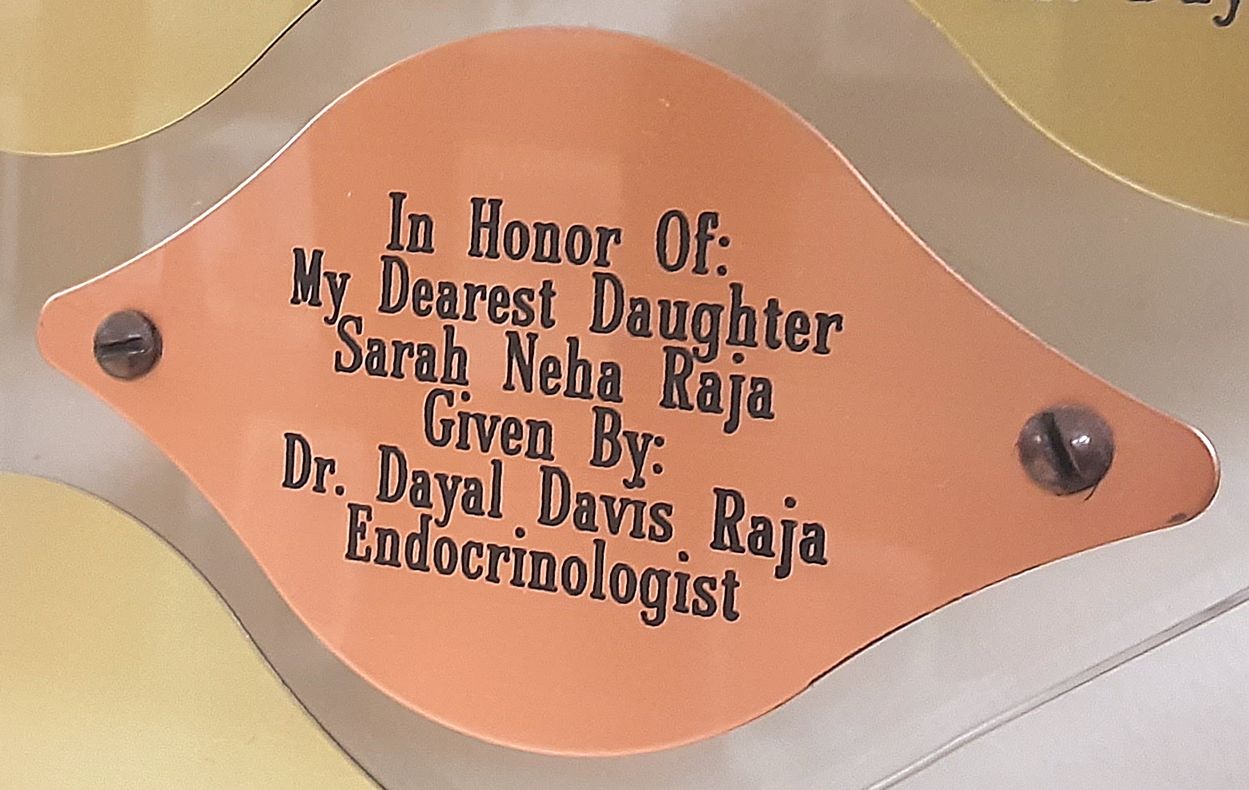 In Honor Of:
My Dearest Daughter
Sarah Neha Raja
Given By:
Dr. Dayal Davis Raja
Endocrinologist